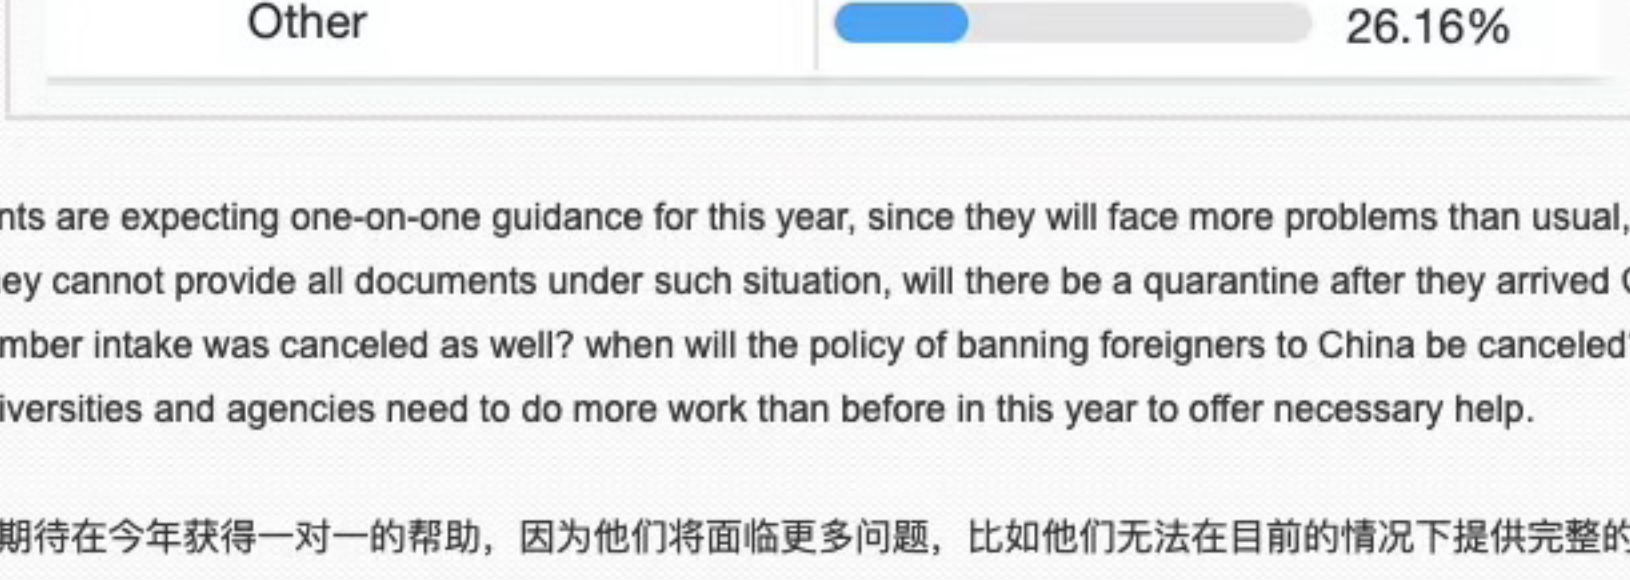 Other 26.16%
nts are expecting one-on-one guidance for this year, since they will face more problems than usual,
ey cannot provide all documents under such situation, will there be a quarantine after they arrived
mber intake was canceled as well? when will the policy of banning foreigners to China be canceled?
iversities and agencies need to do more work than before in this year to offer necessary help.
期待在今年获得一对一的帮助，因为他们将面临更多问题，比如他们无法在目前的情况下提供完整的